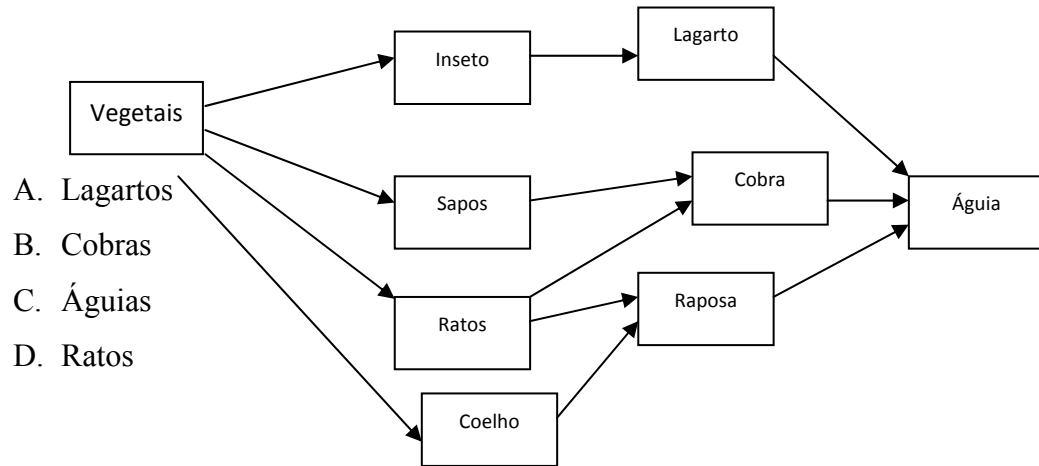 Lagarto
Inseto
Vegetais
Cobra
A. Lagartos
Sapos
Águia
B. Cobras
C. Águias
Ratos
Raposa
D. Ratos
Coelho